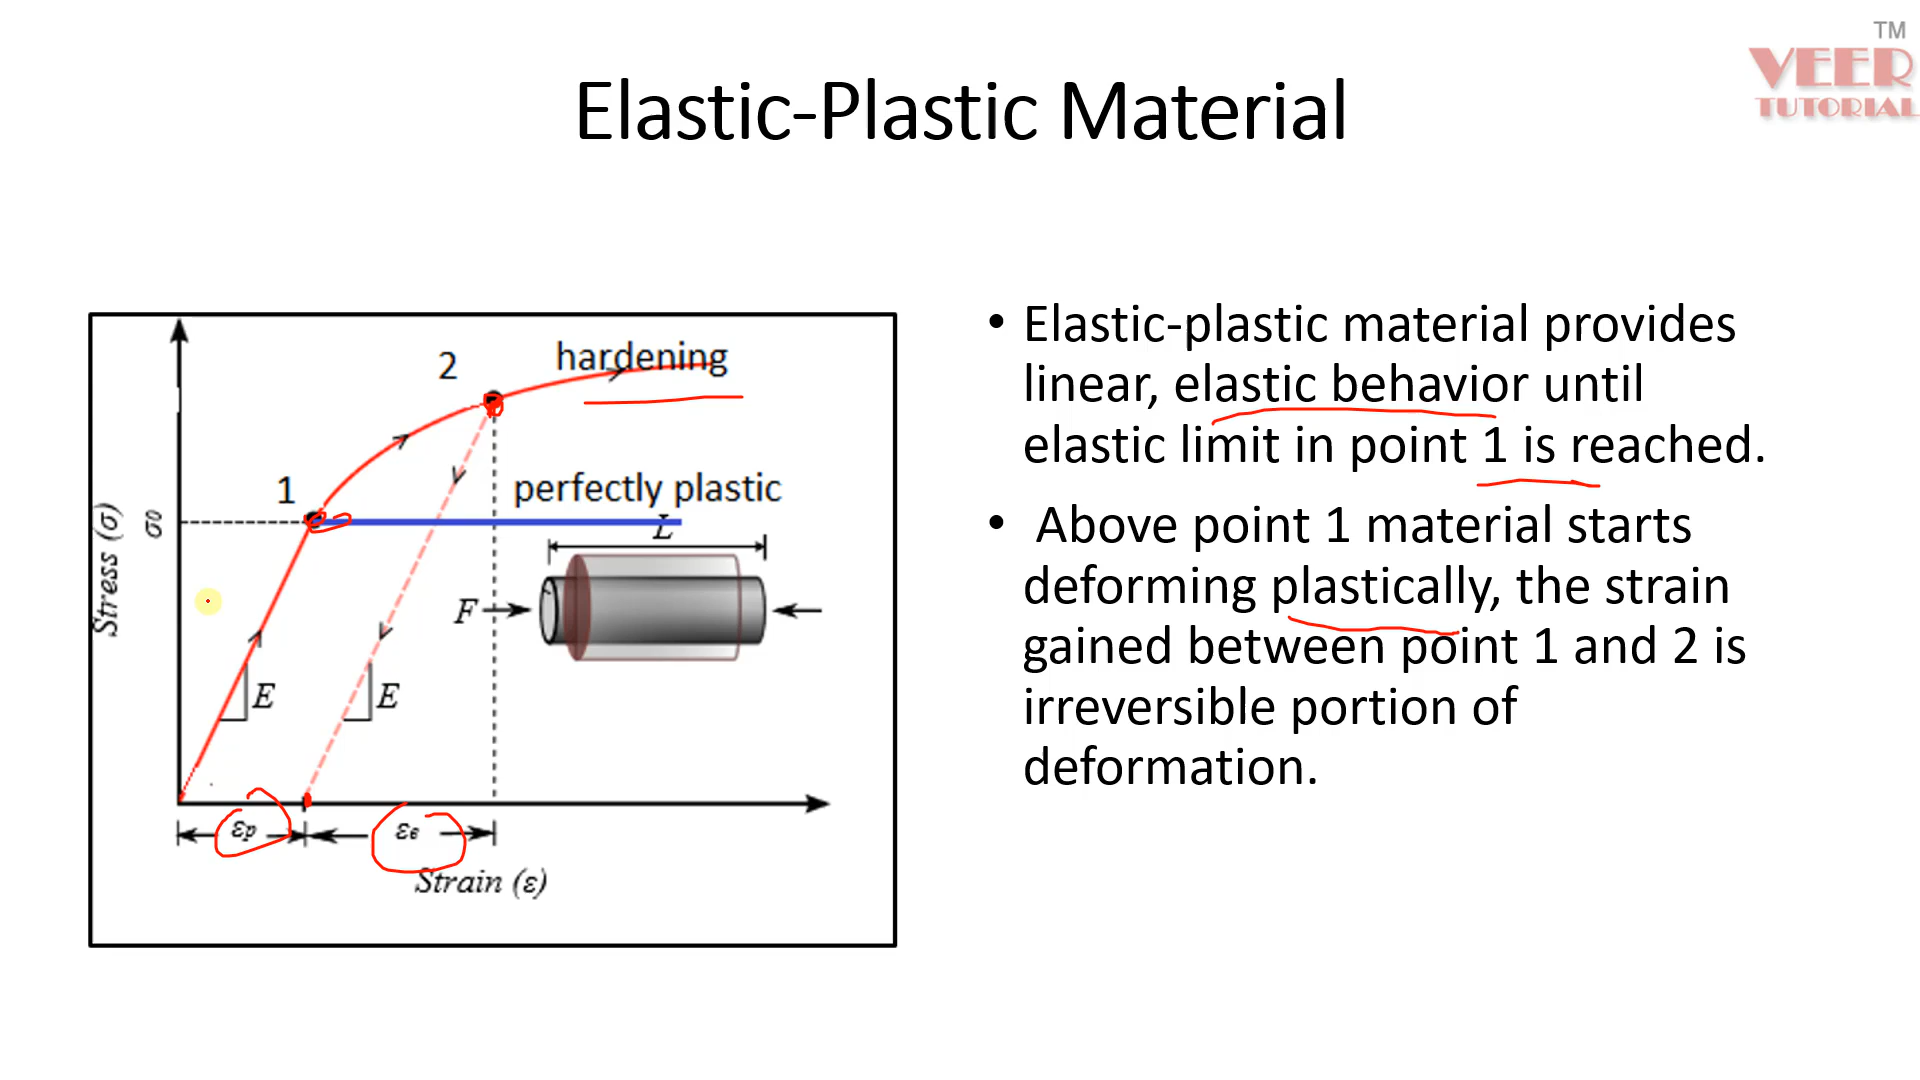 TM
VEER
TUTORIAL
Elastic-Plastic Material
2
hardening
1
perfectly plastic
σ0
L
Stress (σ)
F
E
E
εp
εe
Strain (ε)
• Elastic-plastic material provides
linear, elastic behavior until
elastic limit in point 1 is reached.
• Above point 1 material starts
deforming plastically, the strain
gained between point 1 and 2 is
irreversible portion of
deformation.